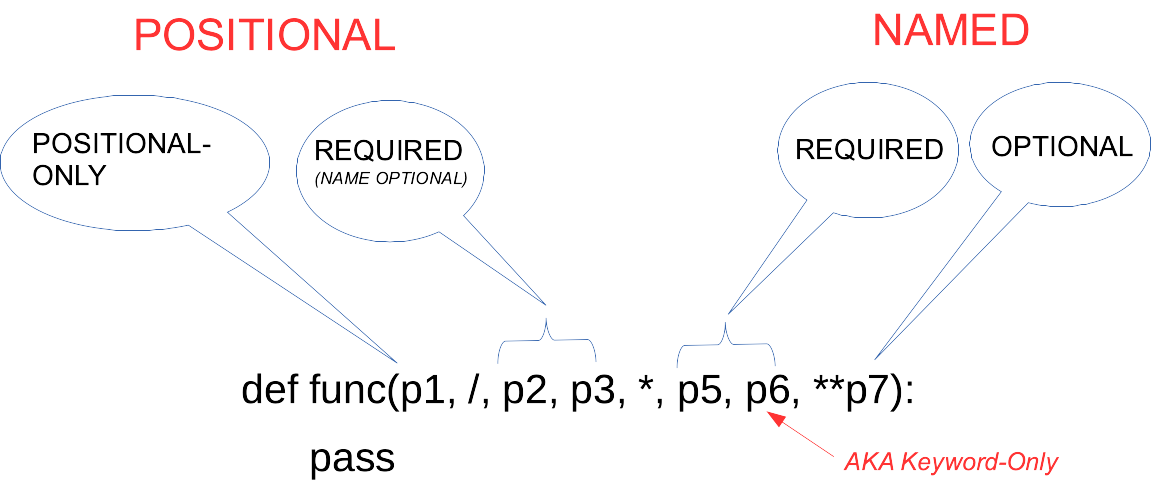 POSITIONAL
NAMED
POSITIONAL-
ONLY
REQUIRED
(NAME OPTIONAL)
REQUIRED
OPTIONAL
def func(p1, /, p2, p3, *, p5, p6, **p7):
pass
AKA Keyword-Only